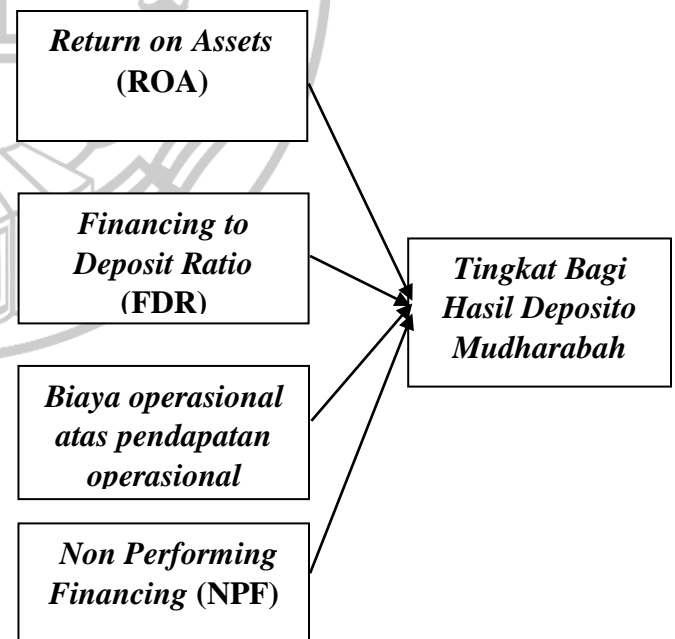 Return on Assets
(ROA)
Financing to
Deposit Ratio
(FDR)
Biaya operasional
atas pendapatan
operasional
Non Performing
Financing (NPF)
Tingkat Bagi
Hasil Deposito
Mudharabah